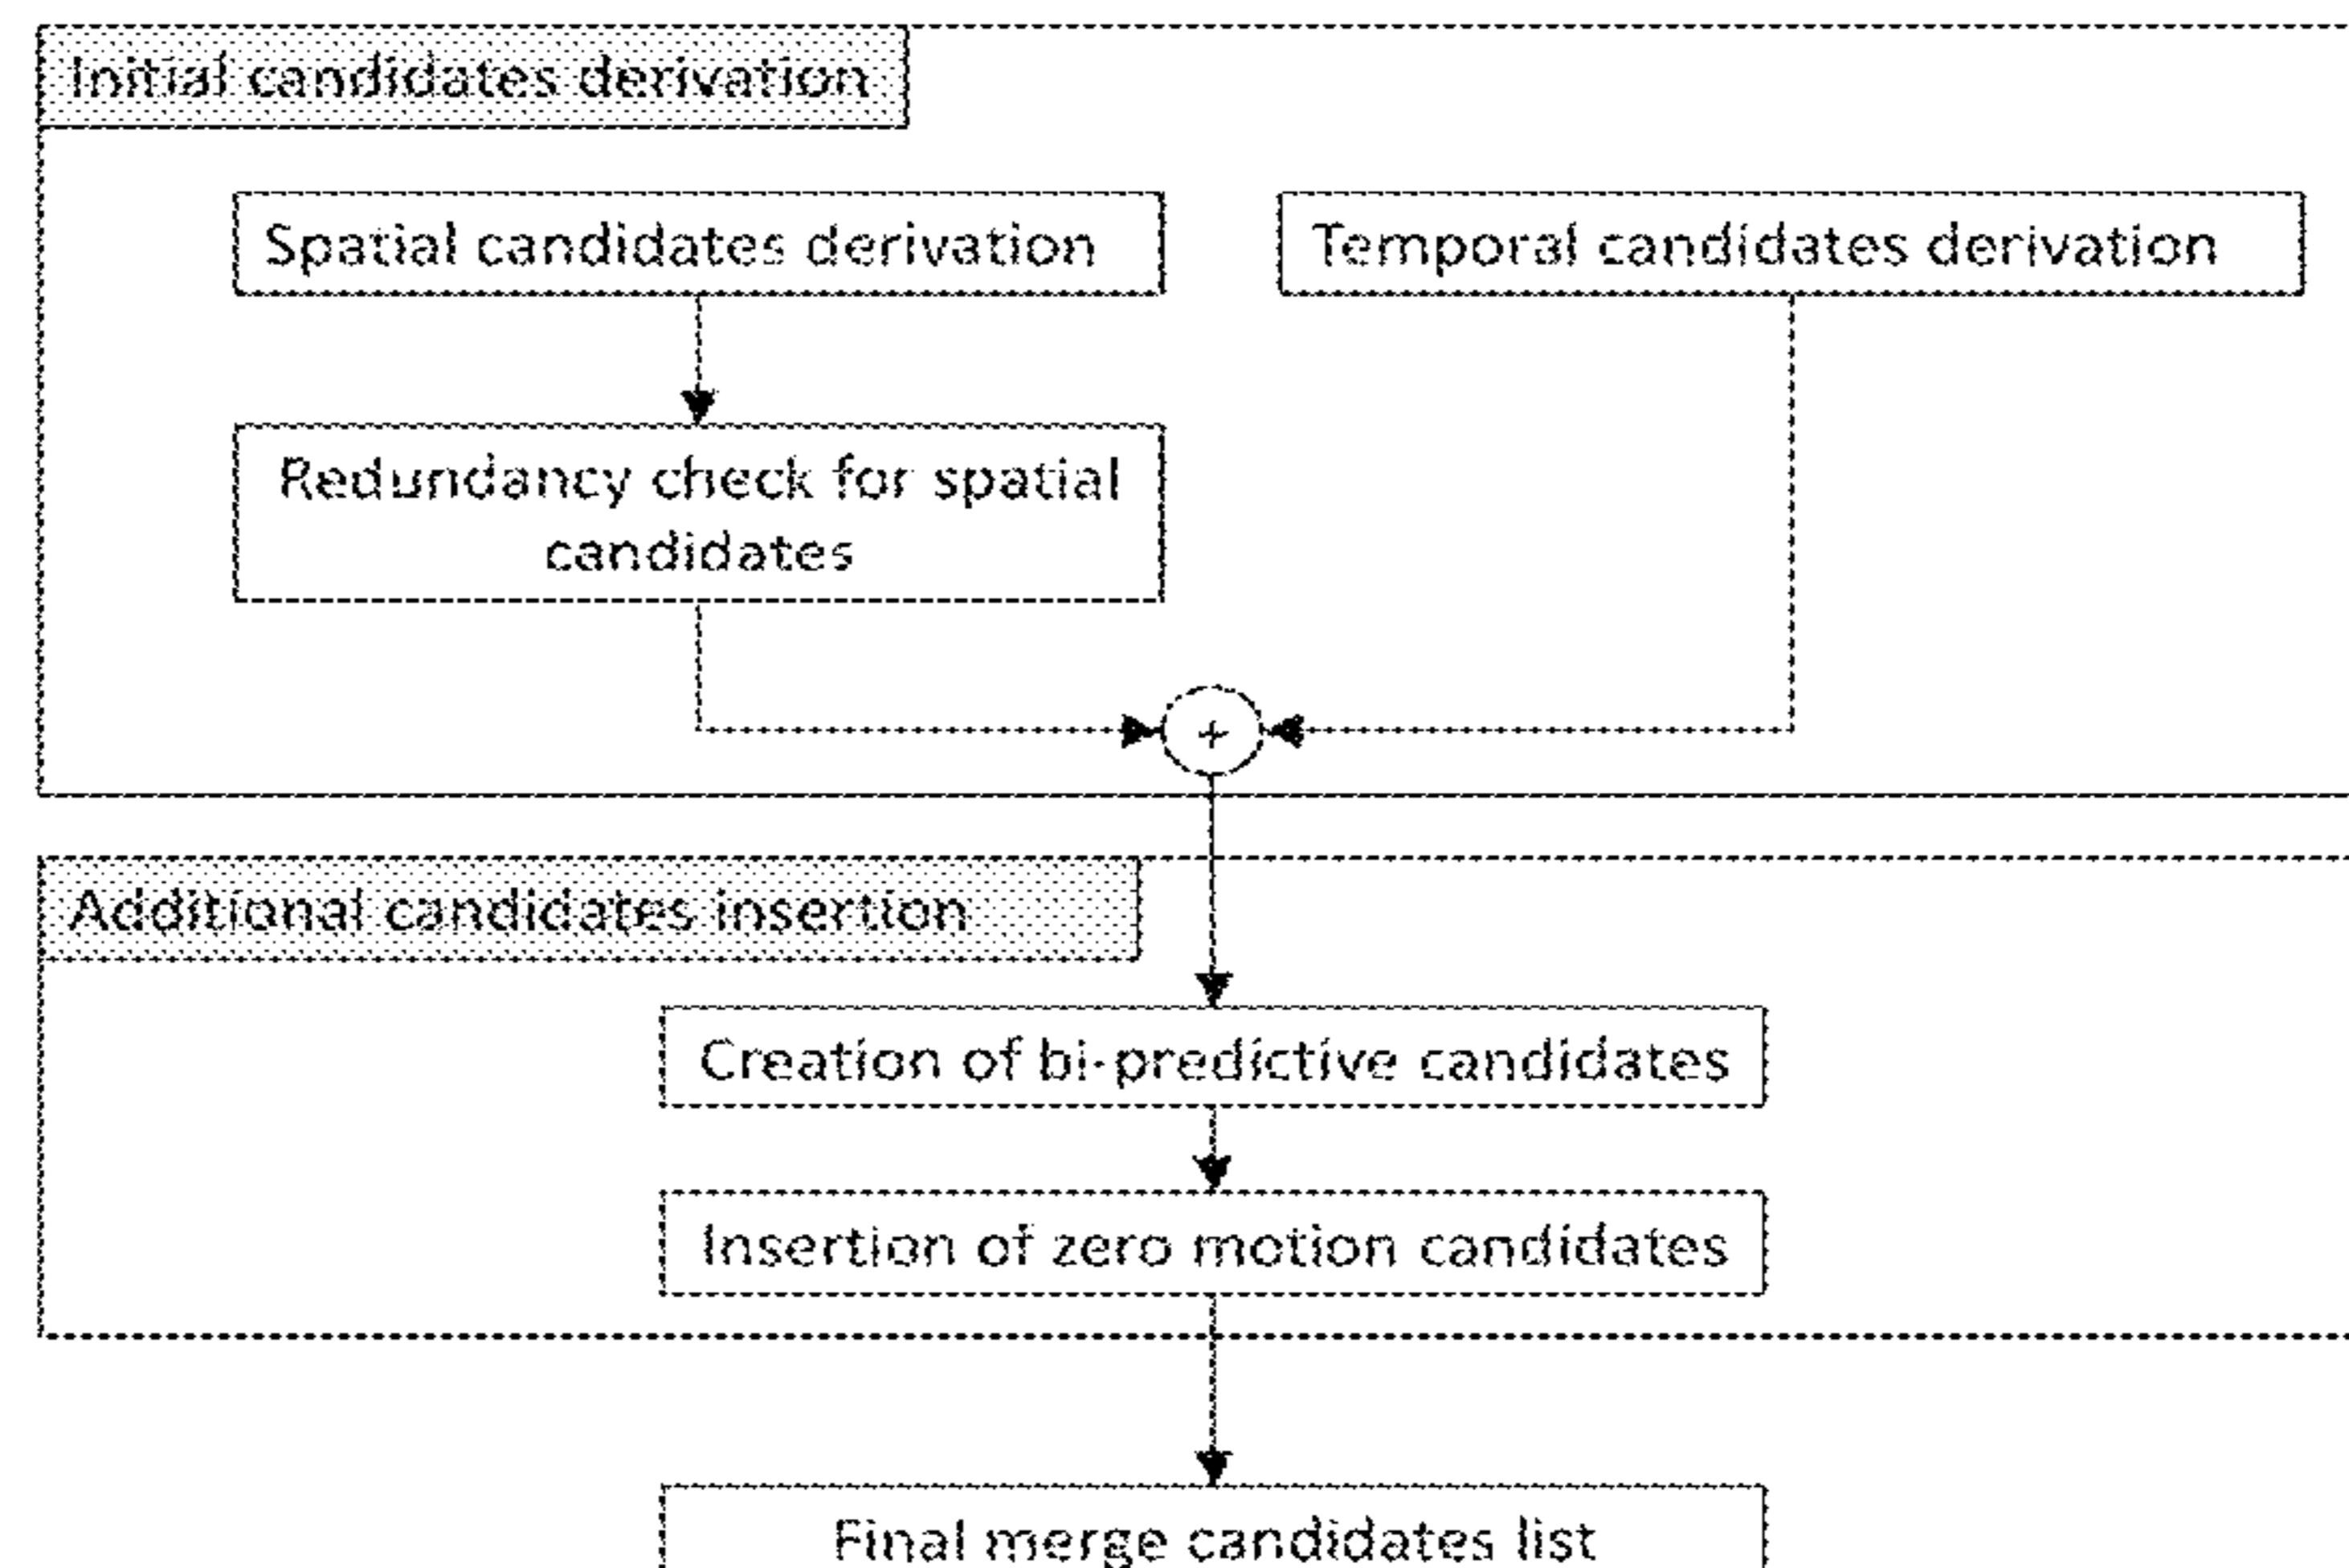 Initial candidates derivation
Spatial candidates derivation
Temporal candidates derivation
Redundancy check for spatial
candidates
+
Additional candidates insertion
Creation of bi-predictive candidates
Insertion of zero motion candidates
Final merge candidates list